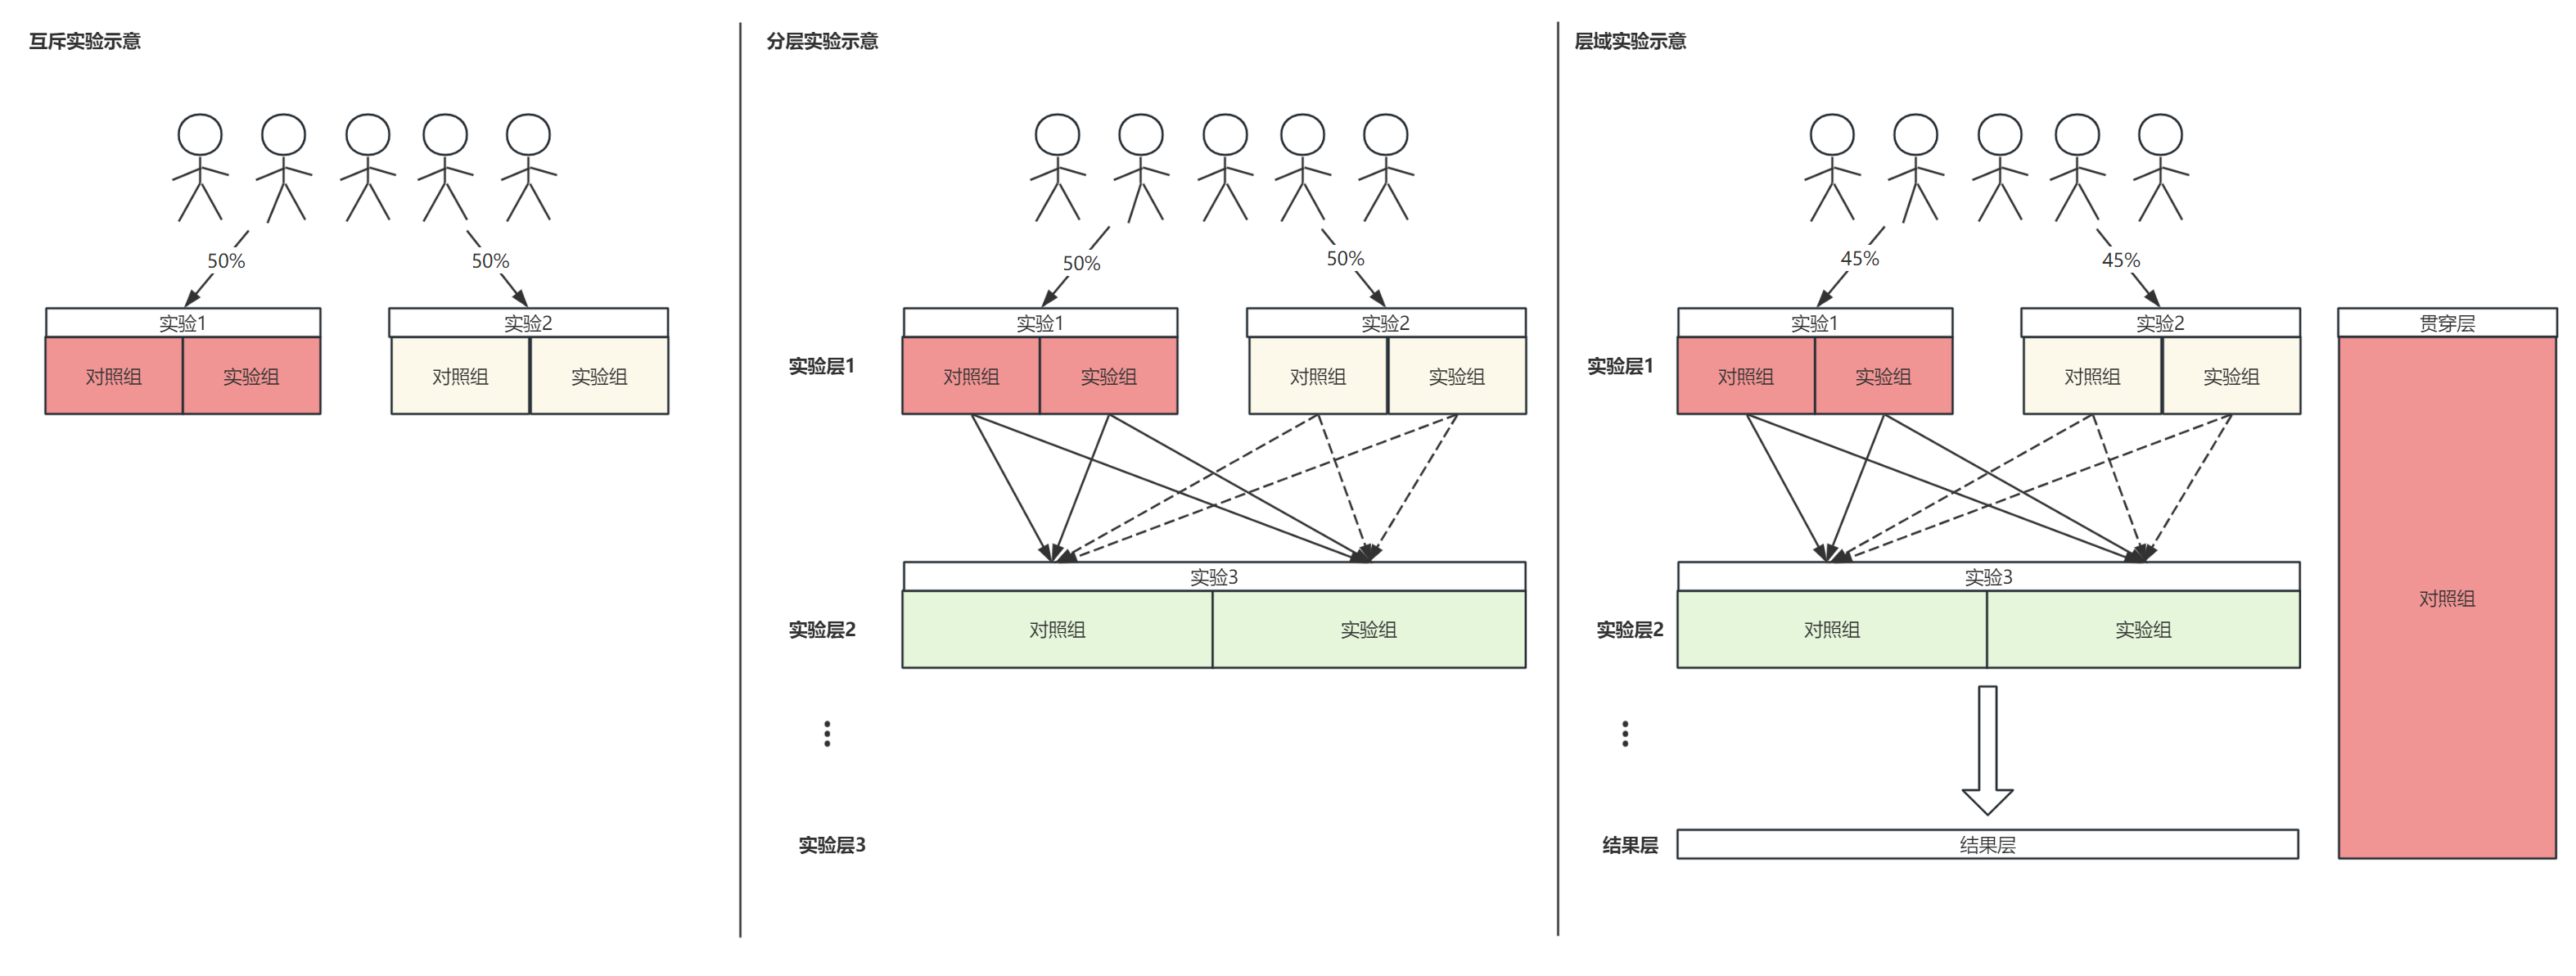 互斥实验示意
50%
50%
实验1
实验2
对照组
实验组
对照组
实验组
分层实验示意
50%
50%
实验1
实验2
实验层1
对照组
实验组
对照组
实验组
实验3
实验层2
对照组
实验组
实验层3
层域实验示意
45%
45%
实验1
实验2
贯穿层
实验层1
对照组
实验组
对照组
实验组
实验3
对照组
实验层2
对照组
实验组
结果层
结果层